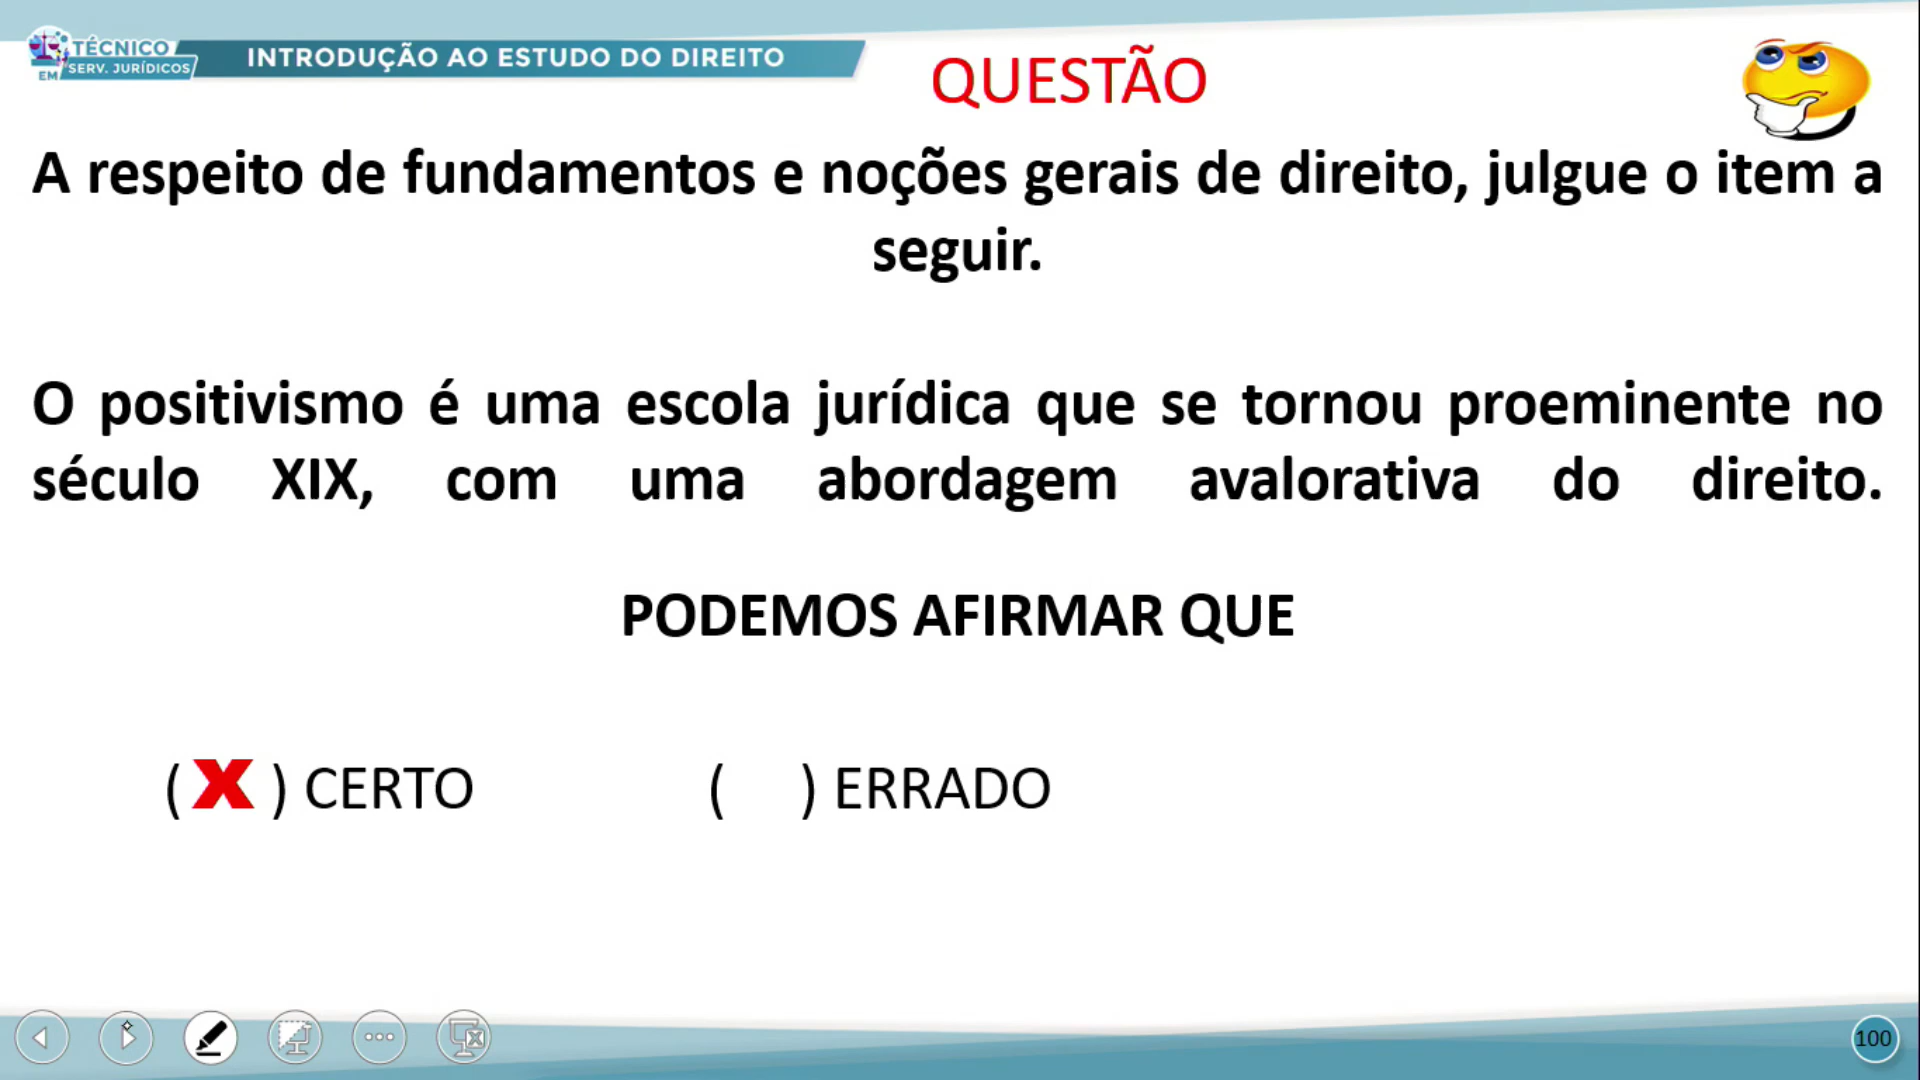 TÉCNICO
EM SERV. JURÍDICOS
INTRODUÇÃO AO ESTUDO DO DIREITO
QUESTÃO
A respeito de fundamentos e noções gerais de direito, julgue o item a
seguir.
O positivismo é uma escola jurídica que se tornou proeminente no
século XIX, com uma abordagem avalorativa do direito.
PODEMOS AFIRMAR QUE
( X ) CERTO ( ) ERRADO
100